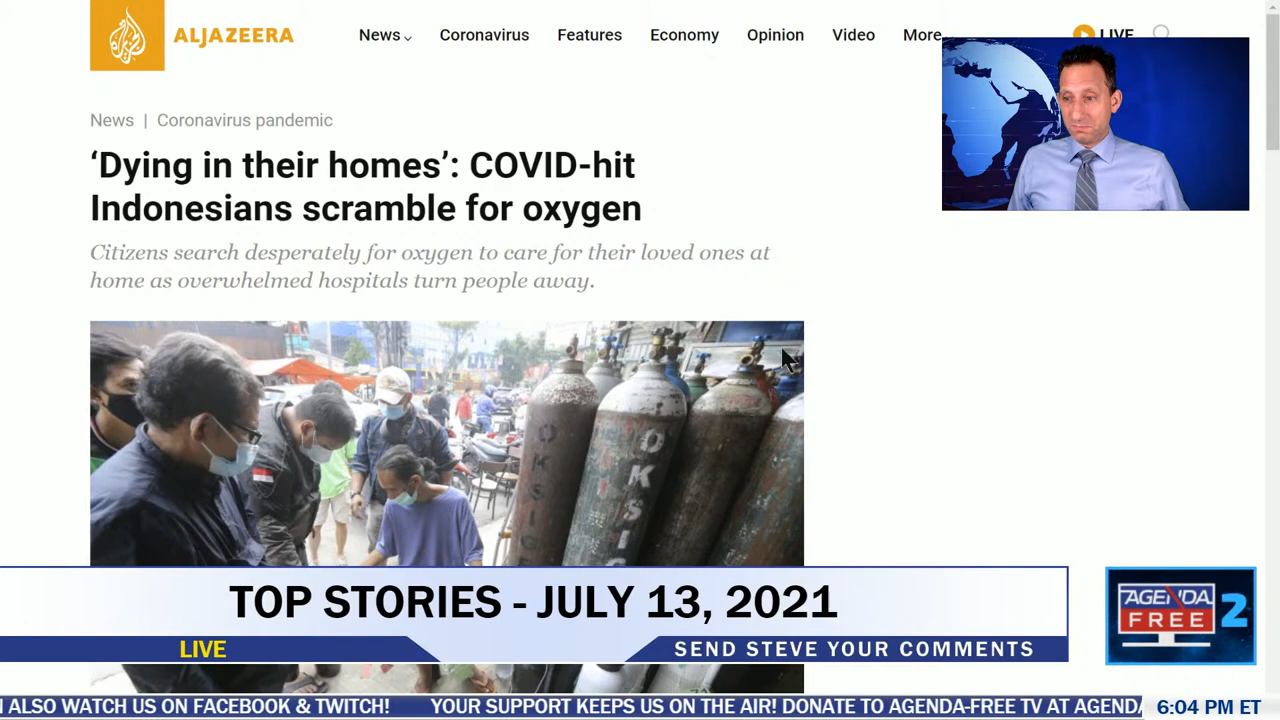 ALJAZEERA
News Coronavirus Features Economy Opinion Video More LIVE
News | Coronavirus pandemic
‘Dying in their homes’: COVID-hit
Indonesians scramble for oxygen
Citizens search desperately for oxygen to care for their loved ones at
home as overwhelmed hospitals turn people away.
OKSIG
OKSIG
TOP STORIES - JULY 13, 2021
LIVE
SEND STEVE YOUR COMMENTS
AGENDA
FREE 2
ALSO WATCH US ON FACEBOOK & TWITCH! YOUR SUPPORT KEEPS US ON THE AIR! DONATE TO AGENDA-FREE TV AT AGENDA
6:04 PM ET